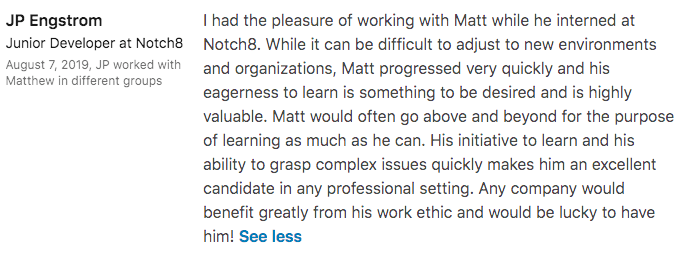 JP Engstrom
Junior Developer at Notch8
August 7, 2019, JP worked with
Matthew in different groups
I had the pleasure of working with Matt while he interned at
Notch8. While it can be difficult to adjust to new environments
and organizations, Matt progressed very quickly and his
eagerness to learn is something to be desired and is highly
valuable. Matt would often go above and beyond for the purpose
of learning as much as he can. His initiative to learn and his
ability to grasp complex issues quickly makes him an excellent
candidate in any professional setting. Any company would
benefit greatly from his work ethic and would be lucky to have
him! See less